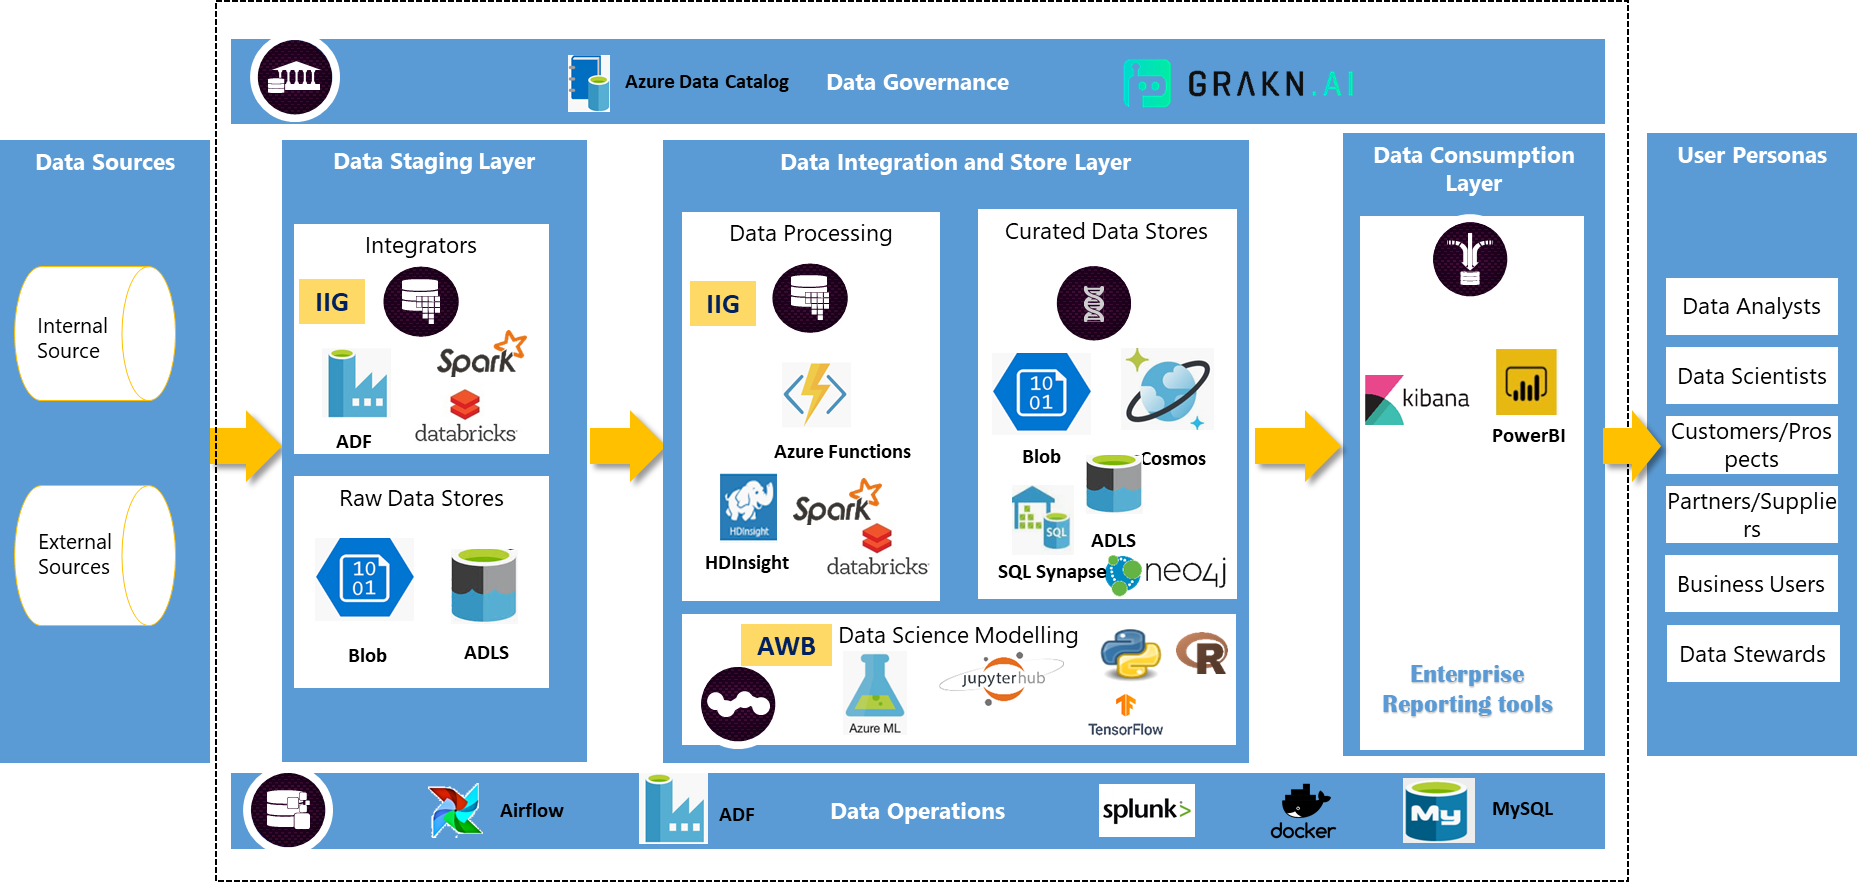 Azure Data Catalog
Data Governance
GRAKN.AI
Data Sources
Internal
Source
External
Sources
Data Staging Layer
Integrators
IIG
Spark
ADF
databricks
Raw Data Stores
10
01
Blob
ADLS
Data Integration and Store Layer
Data Processing
IIG
Azure Functions
HDInsight
HDInsight
Spark
databricks
Curated Data Stores
10
01
Blob
Cosmos
SQL
ADLS
SQL Synapse
neo4j
AWB
Data Science Modelling
Azure ML
jupyterhub
R
TensorFlow
Data Consumption
Layer
kibana
PowerBI
Enterprise
Reporting tools
User Personas
Data Analysts
Data Scientists
Customers/Pros
pects
Partners/Supplie
rs
Business Users
Data Stewards
Airflow
ADF
Data Operations
splunk>
docker
My
MySQL